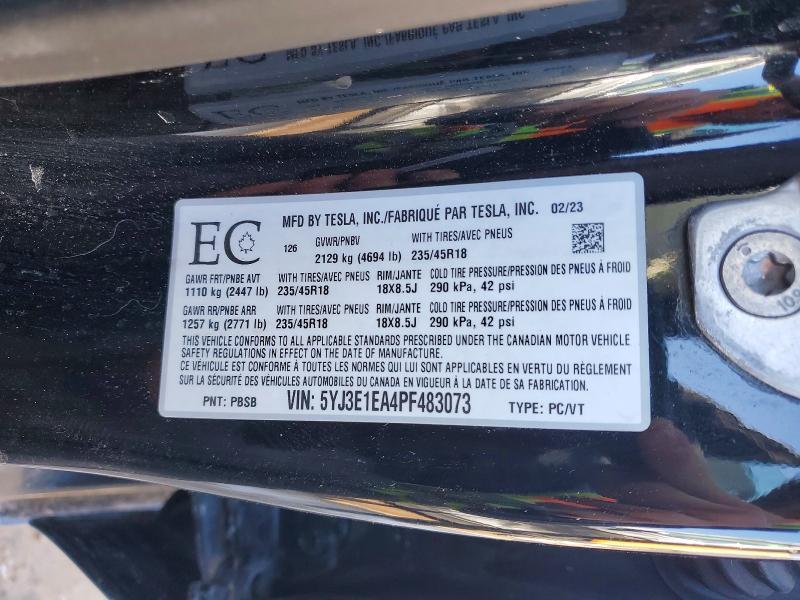 MFD BY TESLA, INC./FABRIQUÉ PAR TESLA, INC. 02/23
EC
126
GVWR/PNBV WITH TIRES/AVEC PNEUS
2129 kg (4694 lb) 235/45R18
GAWR FRT/PNBE AVT WITH TIRES/AVEC PNEUS RIM/JANTE COLD TIRE PRESSURE/PRESSION DES PNEUS À FROID
1110 kg (2447 lb) 235/45R18 18X8.5J 290 kPa, 42 psi
GAWR RR/PNBE ARR WITH TIRES/AVEC PNEUS RIM/JANTE COLD TIRE PRESSURE/PRESSION DES PNEUS À FROID
1257 kg (2771 lb) 235/45R18 18X8.5J 290 kPa, 42 psi
THIS VEHICLE CONFORMS TO ALL APPLICABLE STANDARDS PRESCRIBED UNDER THE CANADIAN MOTOR VEHICLE
SAFETY REGULATIONS IN EFFECT ON THE DATE OF MANUFACTURE.
CE VÉHICULE EST CONFORME À TOUTES LES NORMES QUI LUI SONT APPLICABLES EN VERTU DU RÈGLEMENT
SUR LA SÉCURITÉ DES VÉHICULES AUTOMOBILES DU CANADA EN VIGUEUR À LA DATE DE SA FABRICATION.
PNT: PBSB VIN: 5YJ3E1EA4PF483073 TYPE: PC/VT